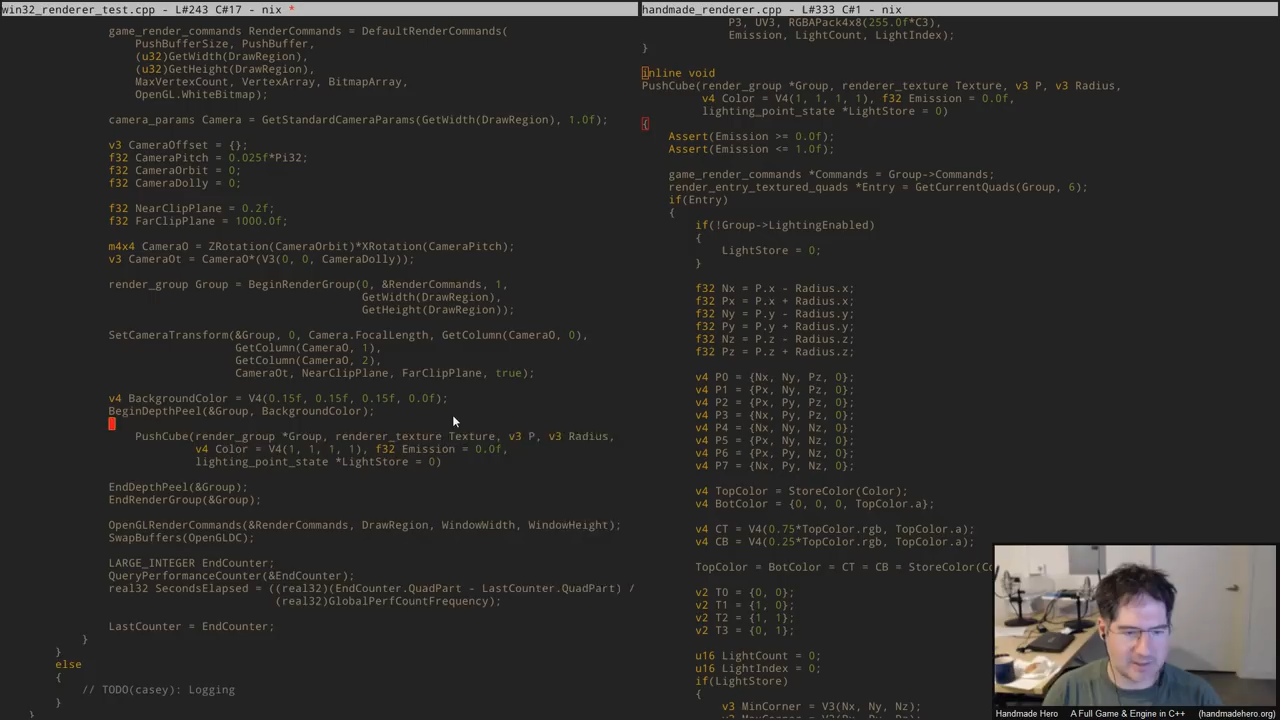 win32_renderer_test.cpp - L#243 C#17 - nix *
game_render_commands RenderCommands = DefaultRenderCommands(
PushBufferSize, PushBuffer,
(u32)GetWidth(DrawRegion),
(u32)GetHeight(DrawRegion),
MaxVertexCount, VertexArray, BitmapArray,
OpenGL.WhiteBitmap);
camera_params Camera = GetStandardCameraParams(GetWidth(DrawRegion), 1.0f);
v3 CameraOffset = {};
f32 CameraPitch = 0.025f*Pi32;
f32 CameraOrbit = 0;
f32 CameraDolly = 0;
f32 NearClipPlane = 0.2f;
f32 FarClipPlane = 1000.0f;
m4x4 CameraO = ZRotation(CameraOrbit)*XRotation(CameraPitch);
v3 CameraOt = CameraO*(V3(0, 0, CameraDolly));
render_group Group = BeginRenderGroup(0, &RenderCommands, 1,
GetWidth(DrawRegion),
GetHeight(DrawRegion));
SetCameraTransform(&Group, 0, Camera.FocalLength, GetColumn(CameraO, 0),
GetColumn(CameraO, 1),
GetColumn(CameraO, 2),
CameraOt, NearClipPlane, FarClipPlane, true);
v4 BackgroundColor = V4(0.15f, 0.15f, 0.15f, 0.0f);
BeginDepthPeel(&Group, BackgroundColor);
PushCube(render_group *Group, renderer_texture Texture, v3 P, v3 Radius,
v4 Color = V4(1, 1, 1, 1), f32 Emission = 0.0f,
lighting_point_state *LightStore = 0)
EndDepthPeel(&Group);
EndRenderGroup(&Group);
OpenGLRenderCommands(&RenderCommands, DrawRegion, WindowWidth, WindowHeight);
SwapBuffers(OpenGLDC);
LARGE_INTEGER EndCounter;
QueryPerformanceCounter(&EndCounter);
real32 SecondsElapsed = ((real32)(EndCounter.QuadPart - LastCounter.QuadPart) /
(real32)GlobalPerfCountFrequency);
LastCounter = EndCounter;
}
}
else
{
// TODO(casey): Logging
}
}
handmade_renderer.cpp - L#333 C#1 - nix
P3, UV3, RGBAPack4x8(255.0f*C3),
Emission, LightCount, LightIndex);
}
inline void
PushCube(render_group *Group, renderer_texture Texture, v3 P, v3 Radius,
v4 Color = V4(1, 1, 1, 1), f32 Emission = 0.0f,
lighting_point_state *LightStore = 0)
{
Assert(Emission >= 0.0f);
Assert(Emission <= 1.0f);
game_render_commands *Commands = Group->Commands;
render_entry_textured_quads *Entry = GetCurrentQuads(Group, 6);
if(Entry)
{
if(!Group->LightingEnabled)
{
LightStore = 0;
}
f32 Nx = P.x - Radius.x;
f32 Px = P.x + Radius.x;
f32 Ny = P.y - Radius.y;
f32 Py = P.y + Radius.y;
f32 Nz = P.z - Radius.z;
f32 Pz = P.z + Radius.z;
v4 P0 = {Nx, Ny, Pz, 0};
v4 P1 = {Px, Ny, Pz, 0};
v4 P2 = {Px, Py, Pz, 0};
v4 P3 = {Nx, Py, Pz, 0};
v4 P4 = {Nx, Ny, Nz, 0};
v4 P5 = {Px, Ny, Nz, 0};
v4 P6 = {Px, Py, Nz, 0};
v4 P7 = {Nx, Py, Nz, 0};
v4 TopColor = StoreColor(Color);
v4 BotColor = {0, 0, 0, TopColor.a};
v4 CT = V4(0.75*TopColor.rgb, TopColor.a);
v4 CB = V4(0.25*TopColor.rgb, TopColor.a);
TopColor = BotColor = CT = CB = StoreColor(Co
v2 T0 = {0, 0};
v2 T1 = {1, 0};
v2 T2 = {1, 1};
v2 T3 = {0, 1};
u16 LightCount = 0;
u16 LightIndex = 0;
if(LightStore)
{
v3 MinCorner = V3(Nx, Ny, Nz);
Handmade Hero A Full Game & Engine in C++ (handmadehero.org)